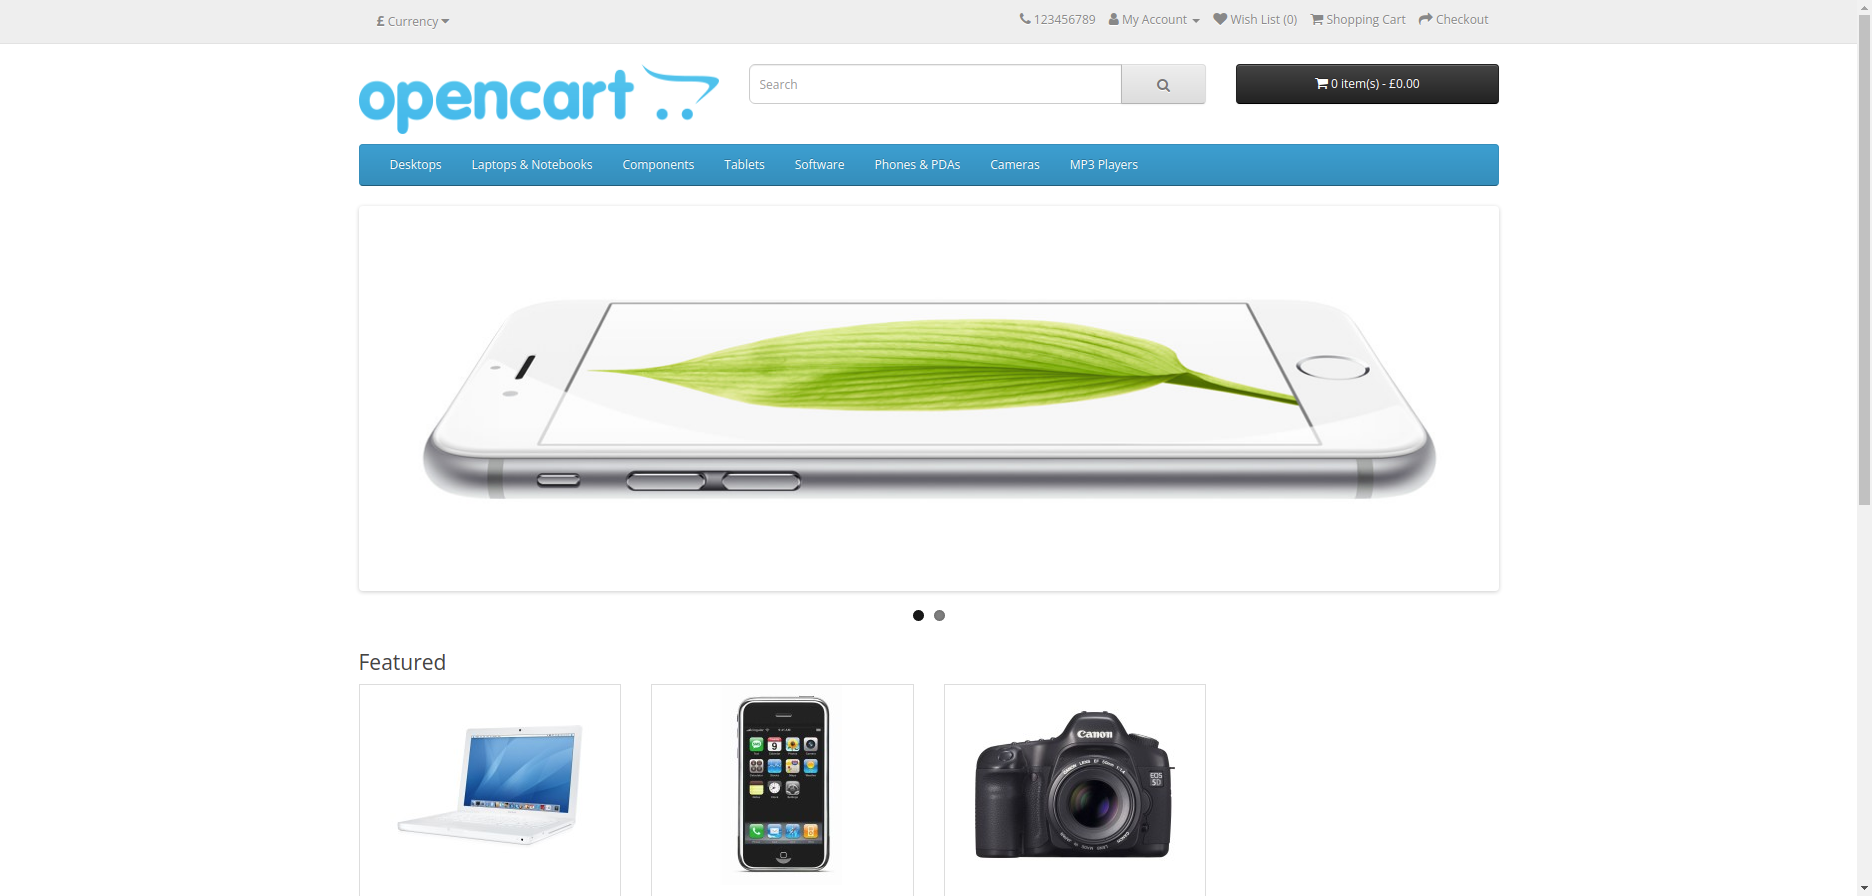 £ Currency
123456789 My Account Wish List (0) Shopping Cart Checkout
opencart
Search
0 item(s) - £0.00
Desktops Laptops & Notebooks Components Tablets Software Phones & PDAs Cameras MP3 Players
Featured
Canon
EOS
5D